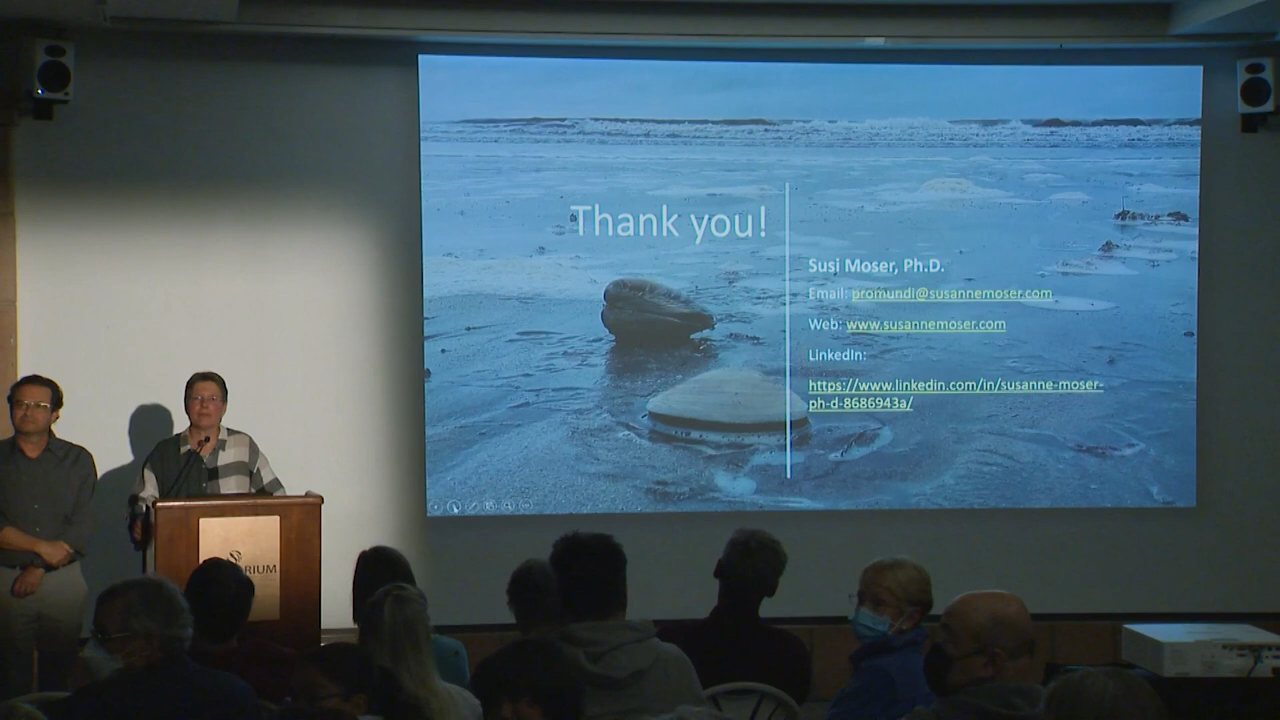 Thank you!
Susi Moser, Ph.D.
Email: promundi@susannemoser.com
Web: www.susannemoser.com
LinkedIn:
https://www.linkedin.com/in/susanne-moser-
ph-d-8686943a/